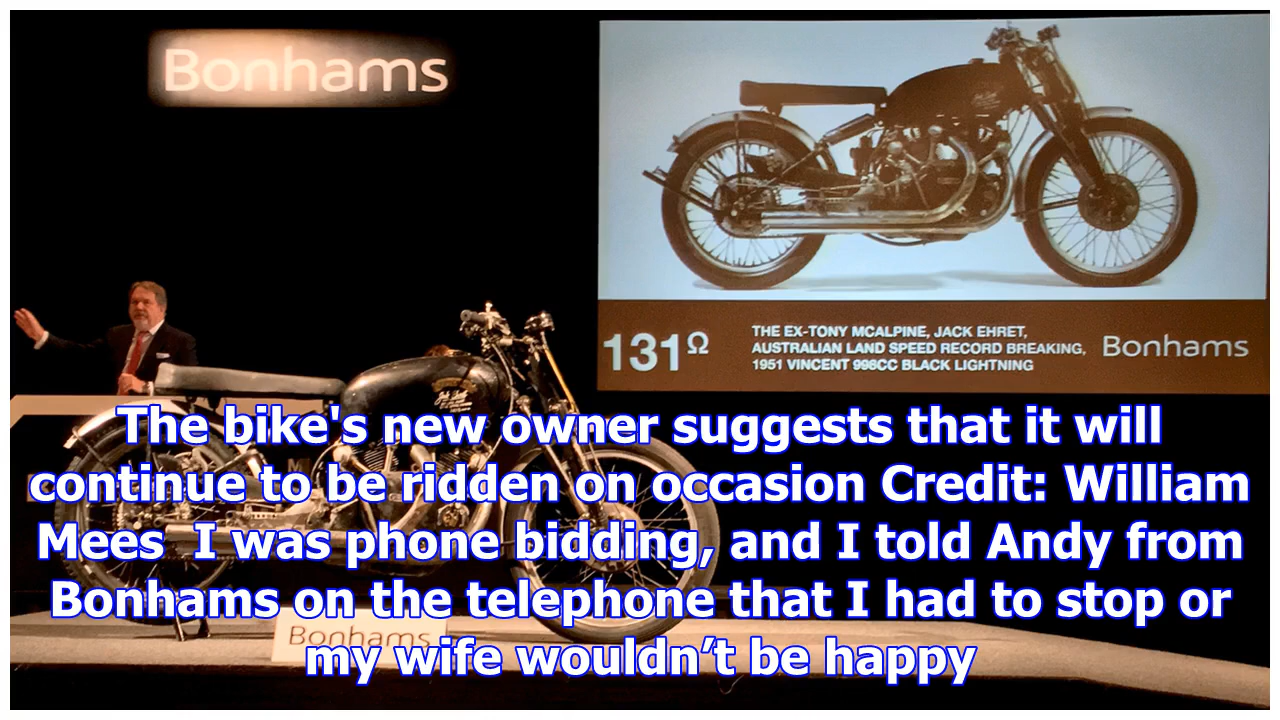 Bonhams
131Ω
THE EX-TONY MCALPINE, JACK EHRET,
AUSTRALIAN LAND SPEED RECORD BREAKING,
1951 VINCENT 998CC BLACK LIGHTNING
Bonhams
The bike's new owner suggests that it will
continue to be ridden on occasion Credit: William
Mees  I was phone bidding, and I told Andy from
Bonhams on the telephone that I had to stop or
my wife wouldn’t be happy
Bonhams